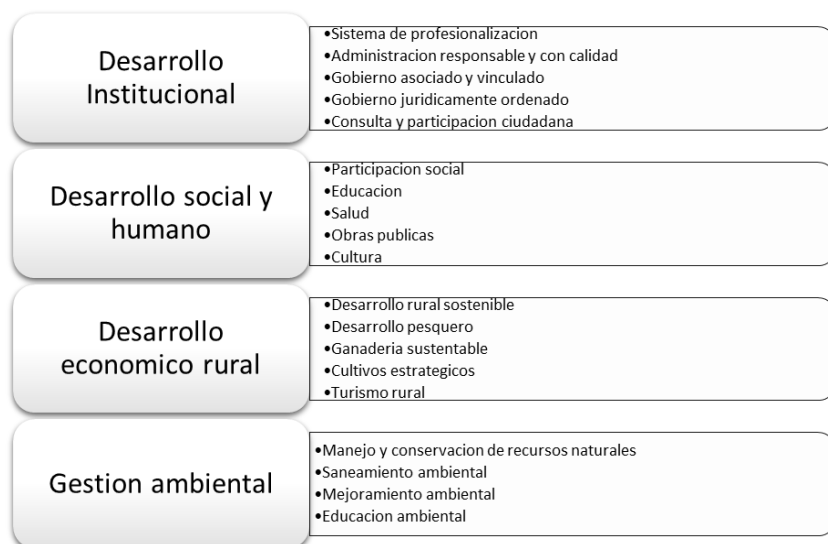 Desarrollo
Institucional
•Sistema de profesionalizacion
•Administracion responsable y con calidad
•Gobierno asociado y vinculado
•Gobierno juridicamente ordenado
•Consulta y participacion ciudadana
Desarrollo social y
humano
•Participacion social
•Educacion
•Salud
•Obras publicas
•Cultura
Desarrollo
economico rural
•Desarrollo rural sostenible
•Desarrollo pesquero
•Ganaderia sustentable
•Cultivos estrategicos
•Turismo rural
Gestion ambiental
•Manejo y conservacion de recursos naturales
•Saneamiento ambiental
•Mejoramiento ambiental
•Educacion ambiental